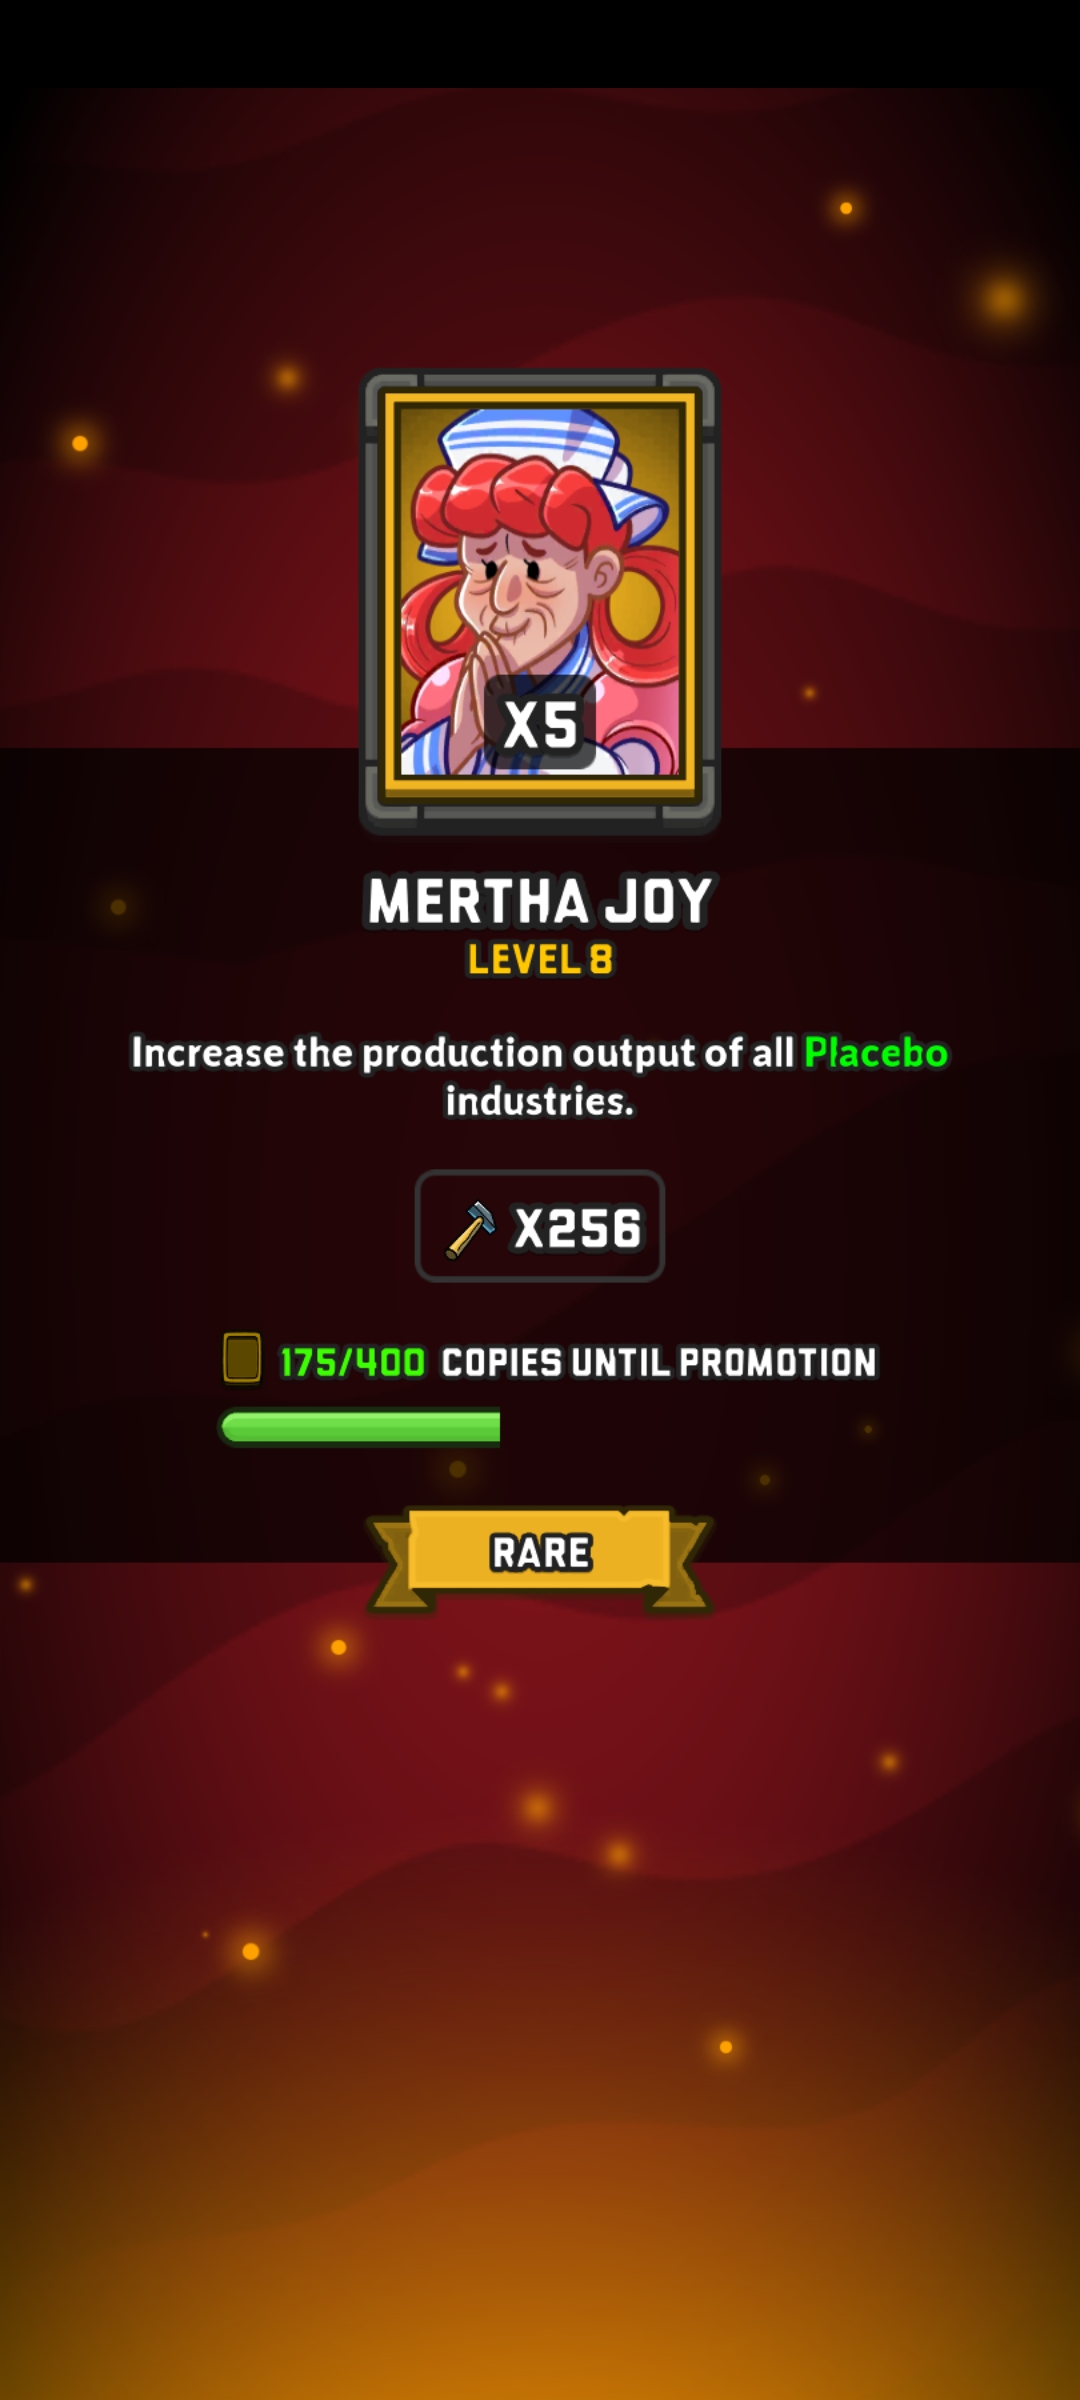 X5
MERTHA JOY
LEVEL 8
Increase the production output of all Placebo
industries.
X256
175/400 COPIES UNTIL PROMOTION
RARE